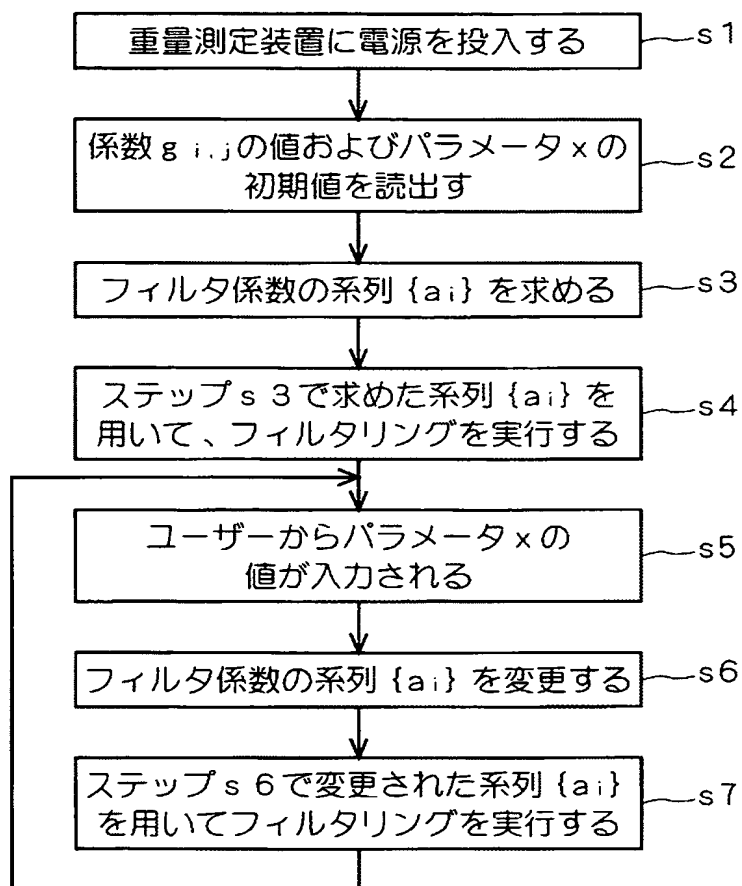 重量測定装置に電源を投入する s1
係数g i,jの値およびパラメータxの
初期値を読出す s2
フィルタ係数の系列{ai}を求める s3
ステップs3で求めた系列{ai}を
用いて、フィルタリングを実行する s4
ユーザーからパラメータxの
値が入力される s5
フィルタ係数の系列{ai}を変更する s6
ステップs6で変更された系列{ai}
を用いてフィルタリングを実行する s7